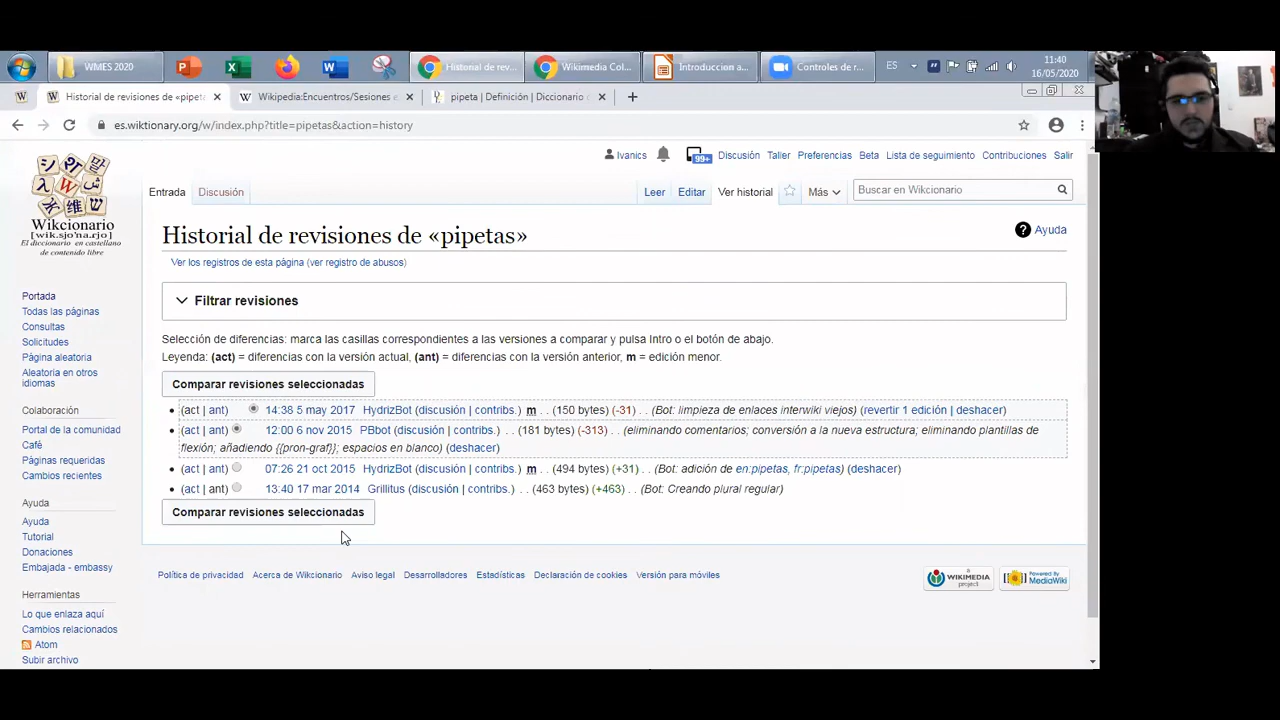 WMES 2020
Historial de rev...
Wikimedia Col...
Introduccion a...
Controles de r...
ES
11:40
16/05/2020
Historial de revisiones de «pipeta
Wikipedia:Encuentros/Sesiones e
pipeta | Definición | Diccionario
es.wiktionary.org/w/index.php?title=pipetas&action=history
Ivanics
99+
Discusión Taller Preferencias Beta Lista de seguimiento Contribuciones Salir
Entrada Discusión
Leer Editar Ver historial Más
Buscar en Wikcionario
Wikcionario
[wik.sjo'na.rjo]
El diccionario en castellano
de contenido libre
Portada
Todas las páginas
Consultas
Solicitudes
Página aleatoria
Aleatoria en otros
idiomas
Colaboración
Portal de la comunidad
Café
Páginas requeridas
Cambios recientes
Ayuda
Ayuda
Tutorial
Donaciones
Embajada - embassy
Herramientas
Lo que enlaza aquí
Cambios relacionados
Atom
Subir archivo
Historial de revisiones de «pipetas»
Ayuda
Ver los registros de esta página (ver registro de abusos)
Filtrar revisiones
Selección de diferencias: marca las casillas correspondientes a las versiones a comparar y pulsa Intro o el botón de abajo.
Leyenda: (act) = diferencias con la versión actual, (ant) = diferencias con la versión anterior, m = edición menor.
Comparar revisiones seleccionadas
(act | ant) 14:38 5 may 2017 HydrizBot (discusión | contribs.) m . . (150 bytes) (-31) . . (Bot: limpieza de enlaces interwiki viejos) (revertir 1 edición | deshacer)
(act | ant) 12:00 6 nov 2015 PBbot (discusión | contribs.) . . (181 bytes) (-313) . . (eliminando comentarios; conversión a la nueva estructura; eliminando plantillas de
flexión; añadiendo {{pron-graf}}; espacios en blanco) (deshacer)
(act | ant) 07:26 21 oct 2015 HydrizBot (discusión | contribs.) m . . (494 bytes) (+31) . . (Bot: adición de en:pipetas, fr:pipetas) (deshacer)
(act | ant) 13:40 17 mar 2014 Grillitus (discusión | contribs.) . . (463 bytes) (+463) . . (Bot: Creando plural regular)
Comparar revisiones seleccionadas
Política de privacidad Acerca de Wikcionario Aviso legal Desarrolladores Estadísticas Declaración de cookies Versión para móviles
a WIKIMEDIA project
Powered By MediaWiki